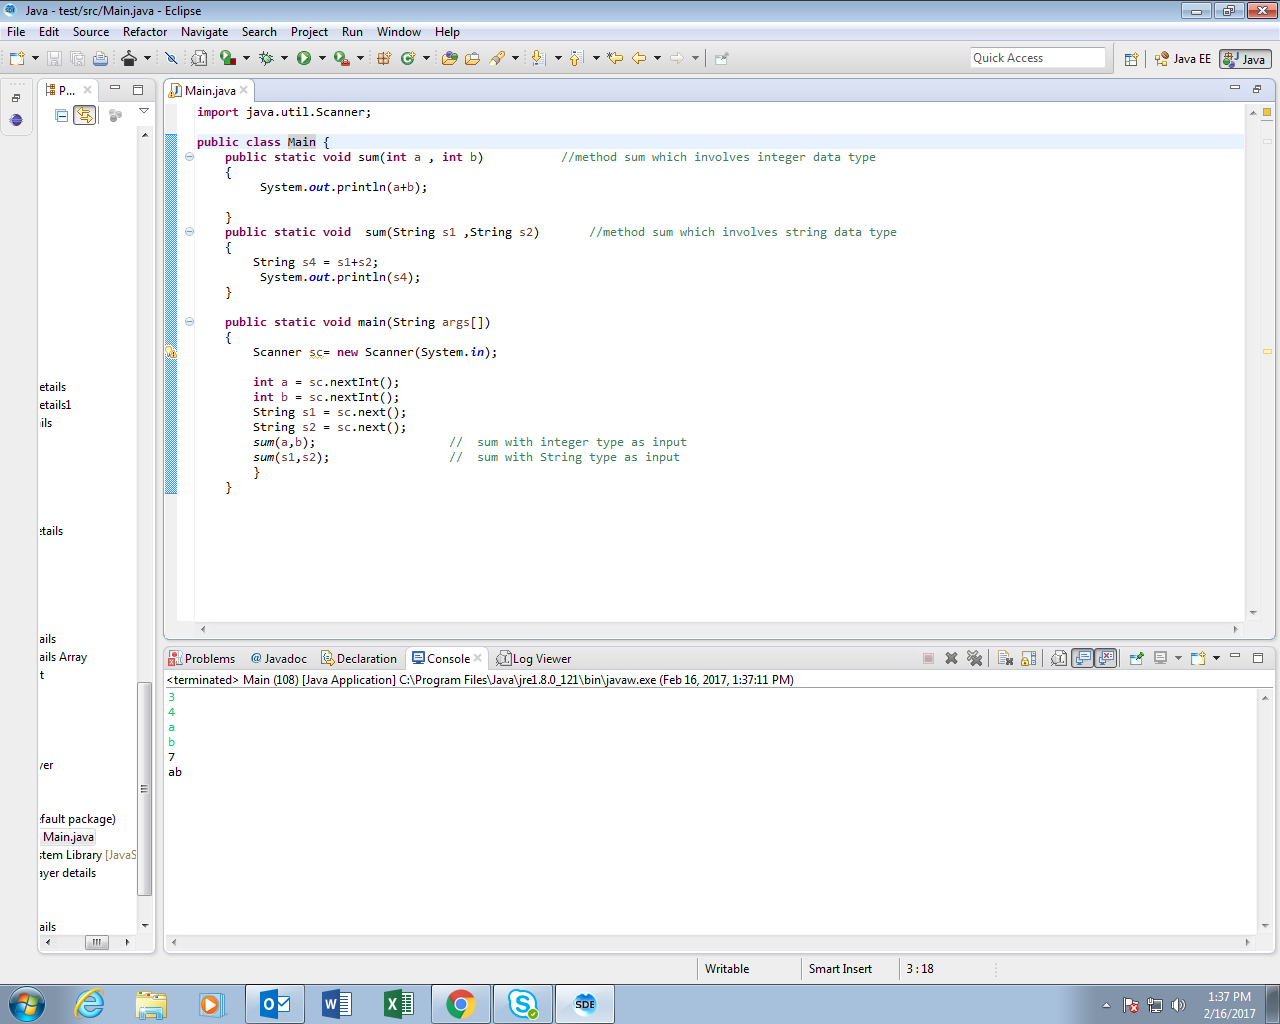 Java - test/src/Main.java - Eclipse
File Edit Source Refactor Navigate Search Project Run Window Help
Quick Access
Java EE
Java
P...
Main.java
import java.util.Scanner;
public class Main {
public static void sum(int a , int b) //method sum which involves integer data type
{
System.out.println(a+b);
}
public static void sum(String s1 ,String s2) //method sum which involves string data type
{
String s4 = s1+s2;
System.out.println(s4);
}
public static void main(String args[])
{
Scanner sc= new Scanner(System.in);
int a = sc.nextInt();
int b = sc.nextInt();
String s1 = sc.next();
String s2 = sc.next();
sum(a,b); // sum with integer type as input
sum(s1,s2); // sum with String type as input
}
}
etails
etails1
ils
etails
ails
ails Array
t
yer
efault package)
Main.java
stem Library [JavaS
ayer details
ails
Problems @ Javadoc Declaration Console Log Viewer
<terminated> Main (108) [Java Application] C:\Program Files\Java\jre1.8.0_121\bin\javaw.exe (Feb 16, 2017, 1:37:11 PM)
3
4
a
b
7
ab
Writable Smart Insert 3 : 18
SDE
1:37 PM
2/16/2017